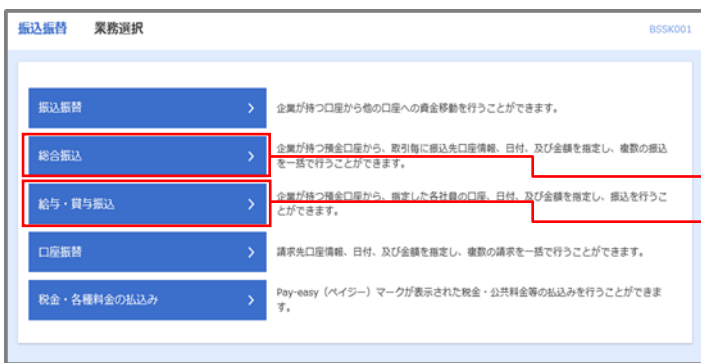 振込振替 業務選択 BSSK001
振込振替 企業が持つ口座から他の口座への資金移動を行うことができます。
総合振込 企業が持つ預金口座から、取引毎に振込先口座情報、日付、及び金額を指定し、複数の振込
を一括で行うことができます。
給与・賞与振込 企業が持つ預金口座から、指定した各社員の口座、日付、及び金額を指定し、振込を行うこ
とができます。
口座振替 請求先口座情報、日付、及び金額を指定し、複数の請求を一括で行うことができます。
税金・各種料金の払込み Pay-easy（ペイジー）マークが表示された税金・公共料金等の払込みを行うことができま
す。